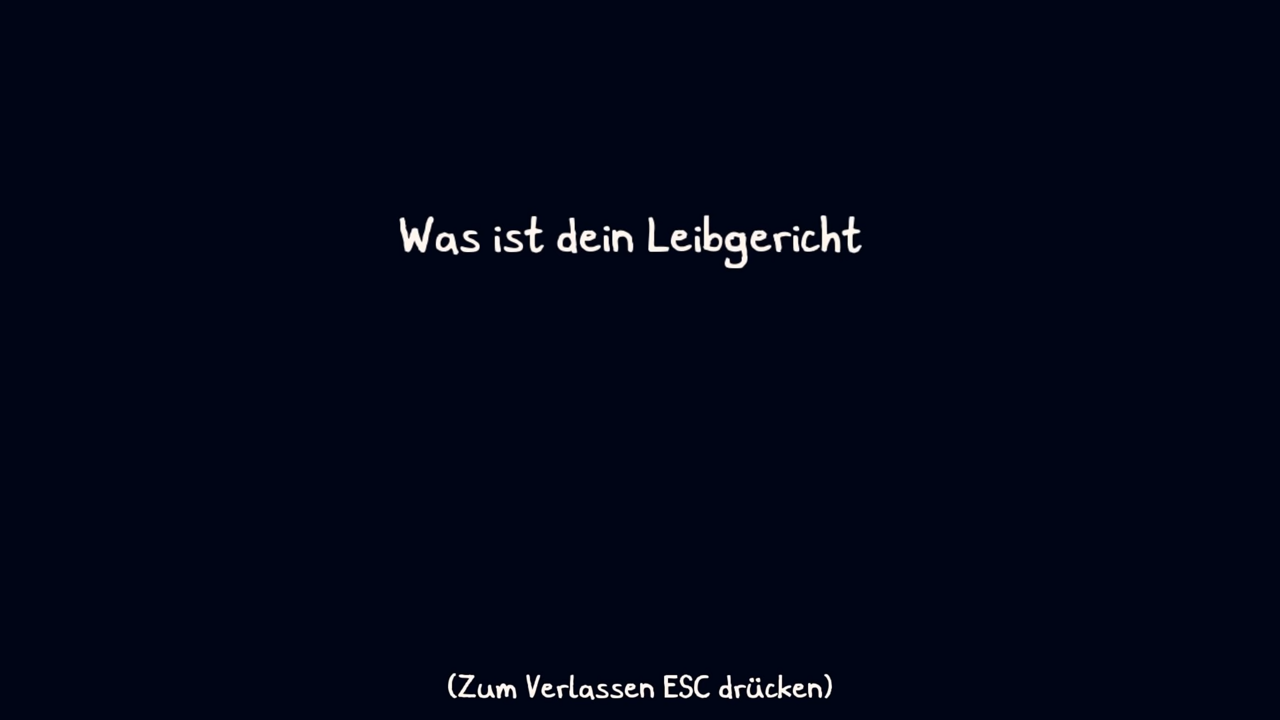 Was ist dein Leibgericht
(Zum Verlassen ESC drücken)